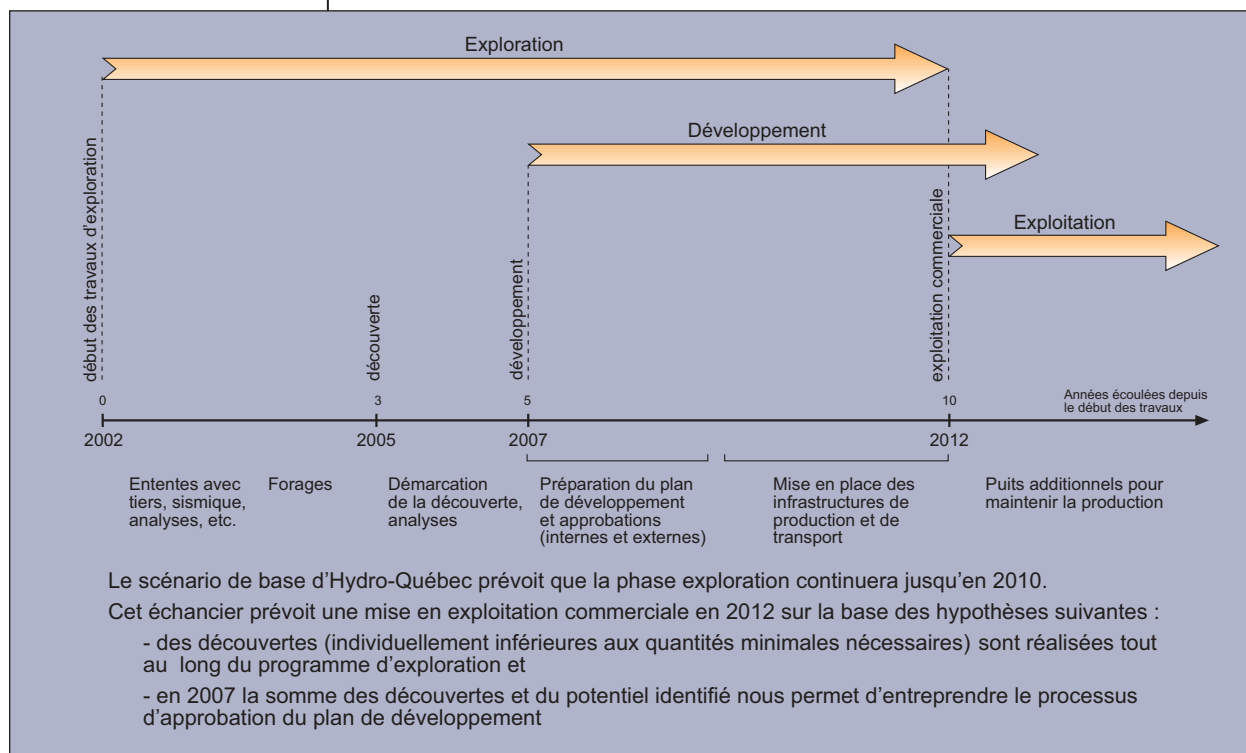 Exploration
Développement
Exploitation
début des travaux d'exploration
découverte
développement
exploitation commerciale
0
3
5
10
Années écoulées depuis
le début des travaux
2002
2005
2007
2012
Ententes avec
tiers, sismique,
analyses, etc.
Forages
Démarcation
de la découverte,
analyses
Préparation du plan
de développement
et approbations
(internes et externes)
Mise en place des
infrastructures de
production et de
transport
Puits additionnels pour
maintenir la production
Le scénario de base d'Hydro-Québec prévoit que la phase exploration continuera jusqu'en 2010.
Cet échancier prévoit une mise en exploitation commerciale en 2012 sur la base des hypothèses suivantes :
- des découvertes (individuellement inférieures aux quantités minimales nécessaires) sont réalisées tout
au long du programme d'exploration et
- en 2007 la somme des découvertes et du potentiel identifié nous permet d'entreprendre le processus
d'approbation du plan de développement